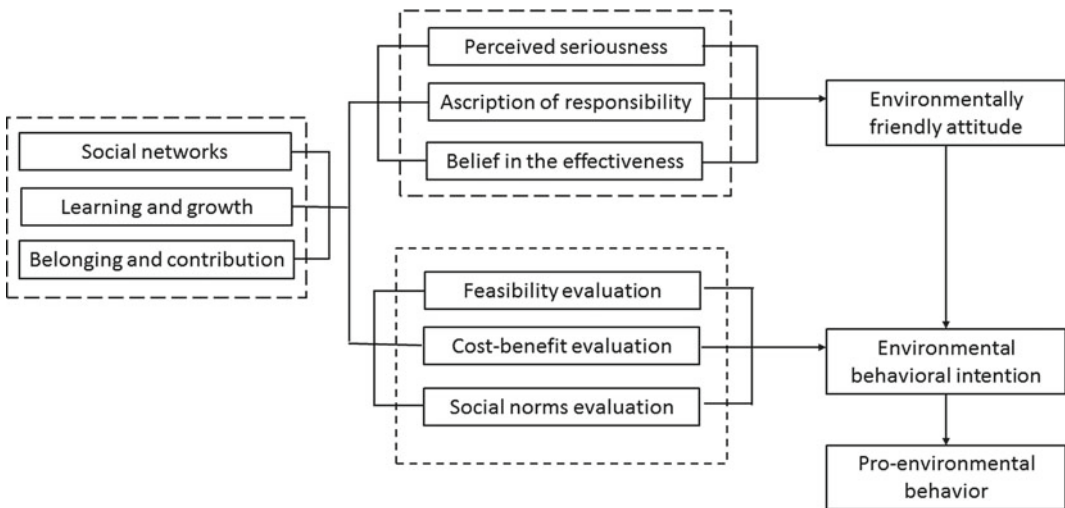 Social networks
Learning and growth
Belonging and contribution
Perceived seriousness
Ascription of responsibility
Belief in the effectiveness
Feasibility evaluation
Cost-benefit evaluation
Social norms evaluation
Environmentally
friendly attitude
Environmental
behavioral intention
Pro-environmental
behavior